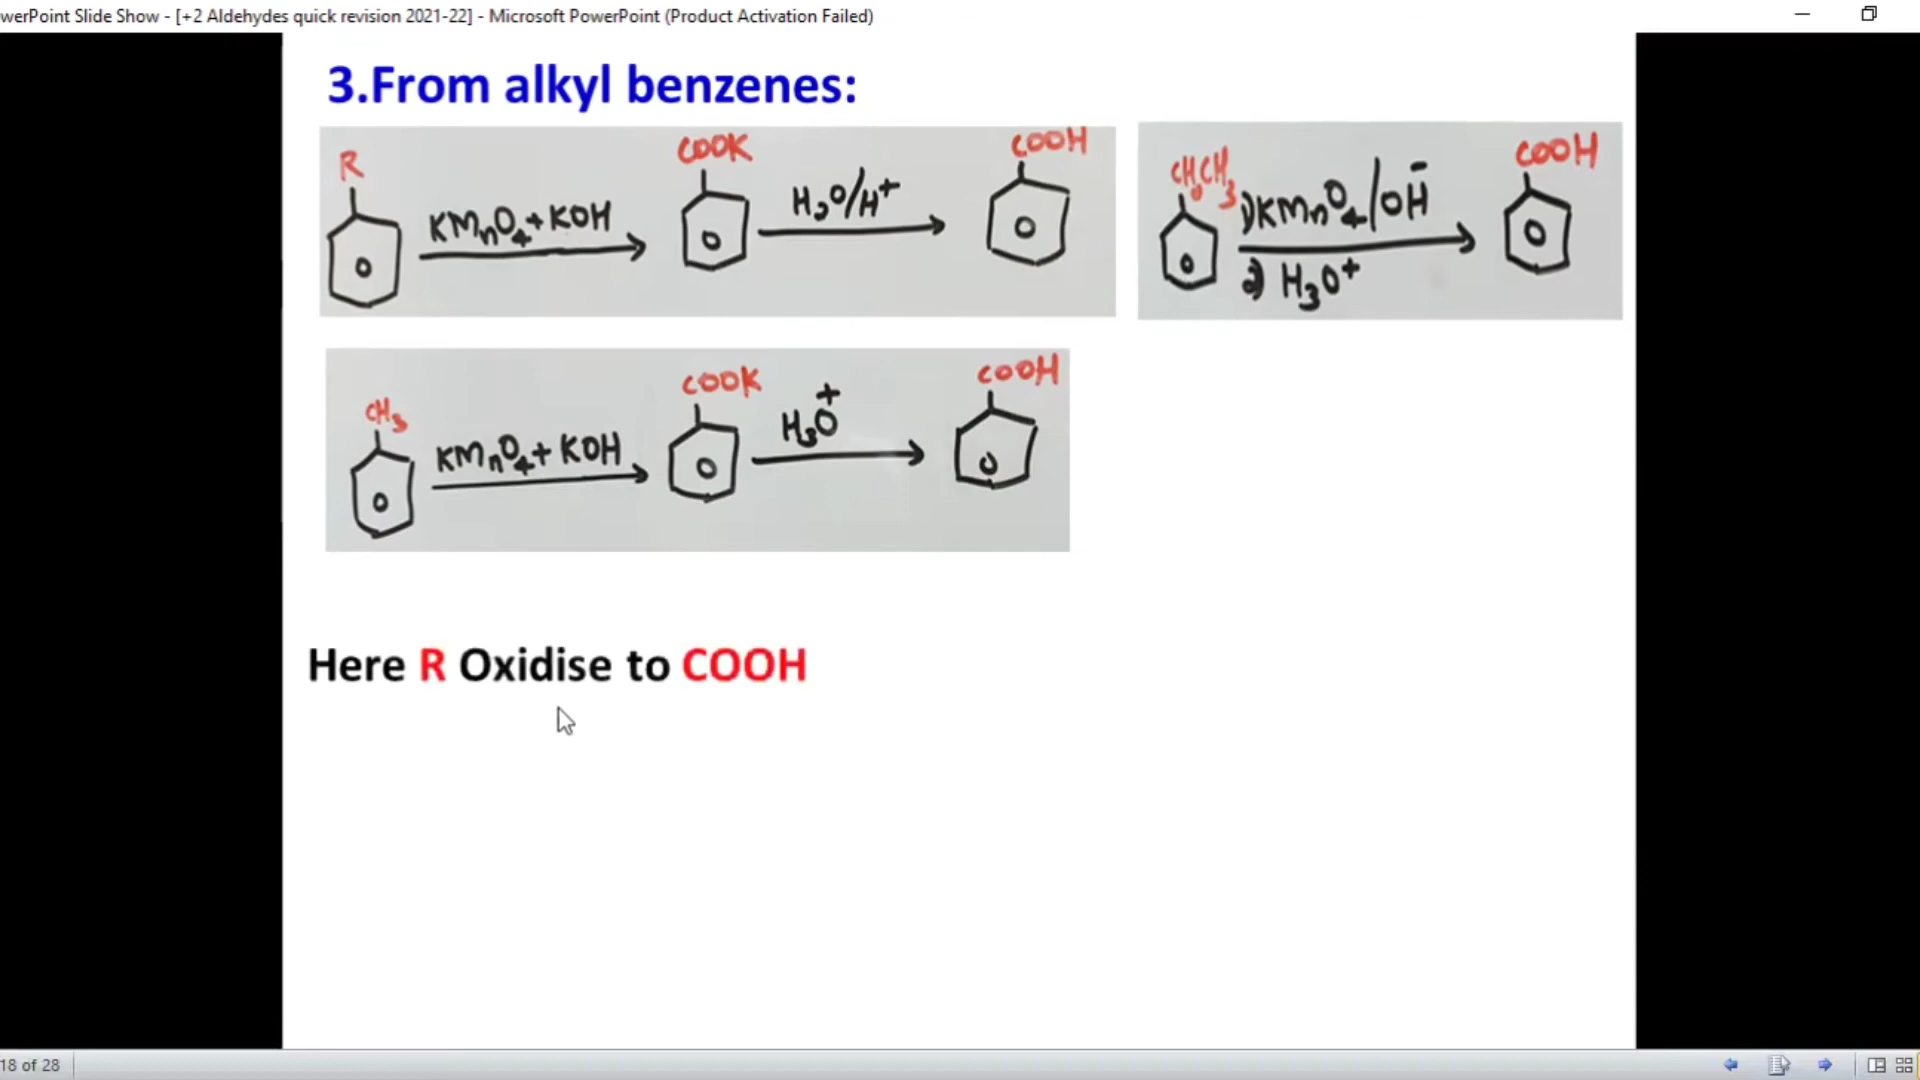 werPoint Slide Show - [+2 Aldehydes quick revision 2021-22] - Microsoft PowerPoint (Product Activation Failed)
3.From alkyl benzenes:
R
KMnO4+KOH
COOK
H2O/H+
COOH
CH2CH3
1)KMnO4/OH-
2) H3O+
COOH
CH3
KMnO4+KOH
COOK
H3O+
COOH
Here R Oxidise to COOH
18 of 28